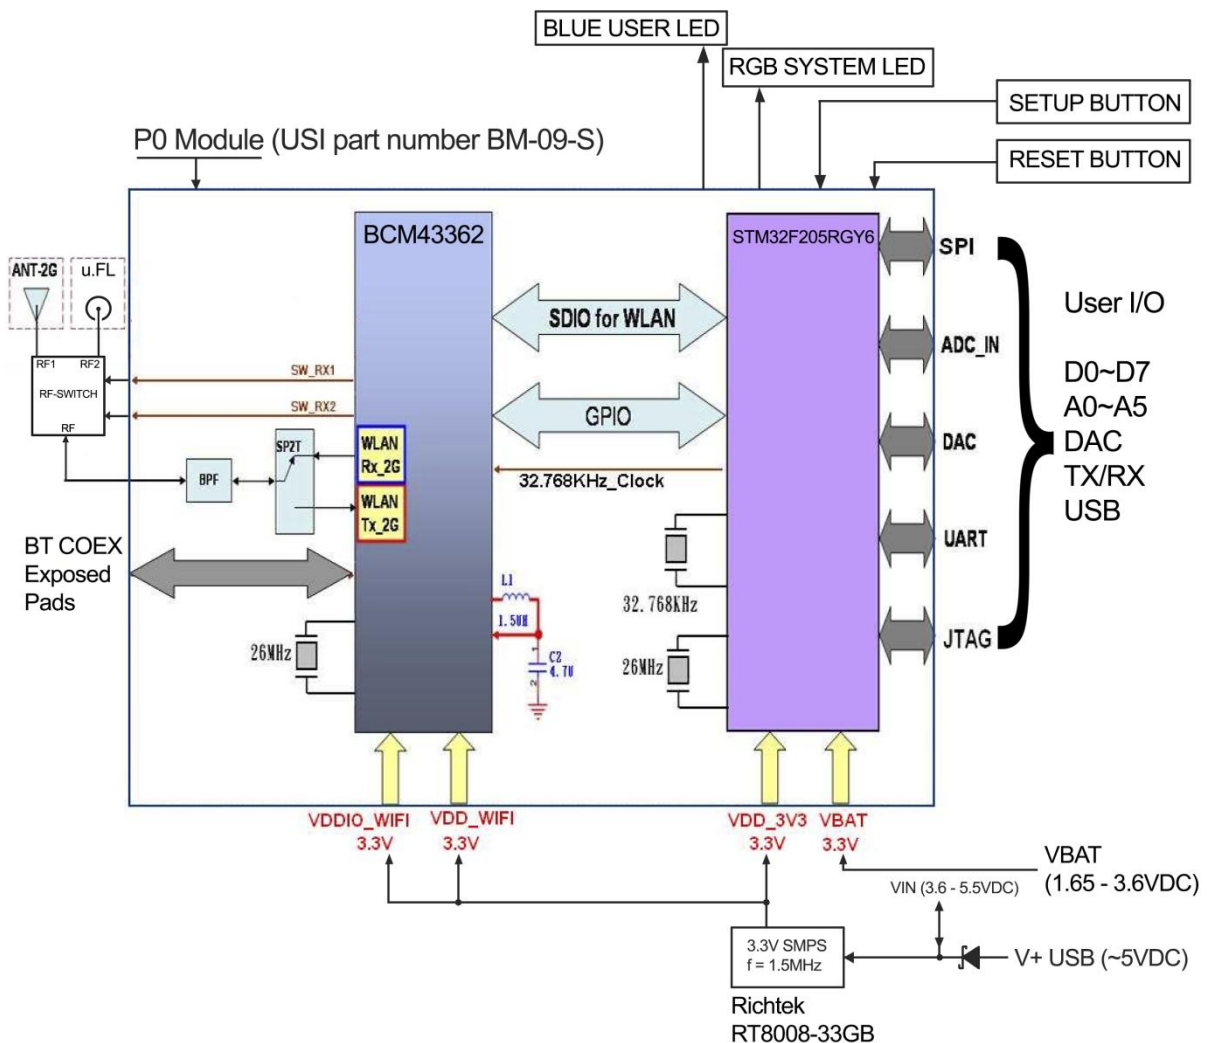 BLUE USER LED
RGB SYSTEM LED
SETUP BUTTON
RESET BUTTON
P0 Module (USI part number BM-09-S)
BCM43362
STM32F205RGY6
ANT-2G
u.FL
RF1
RF2
RF-SWITCH
RF
SW_RX1
SW_RX2
SP2T
BPF
WLAN
Rx_2G
WLAN
Tx_2G
SDIO for WLAN
GPIO
32.768KHz_Clock
BT COEX
Exposed
Pads
26MHz
L1
1.5UH
1
C2
4.7U
2
32.768KHz
26MHz
SPI
ADC_IN
DAC
UART
JTAG
User I/O
D0~D7
A0~A5
DAC
TX/RX
USB
VDDIO_WIFI
3.3V
VDD_WIFI
3.3V
VDD_3V3
3.3V
VBAT
3.3V
VBAT
(1.65 - 3.6VDC)
VIN (3.6 - 5.5VDC)
V+ USB (~5VDC)
3.3V SMPS
f = 1.5MHz
Richtek
RT8008-33GB